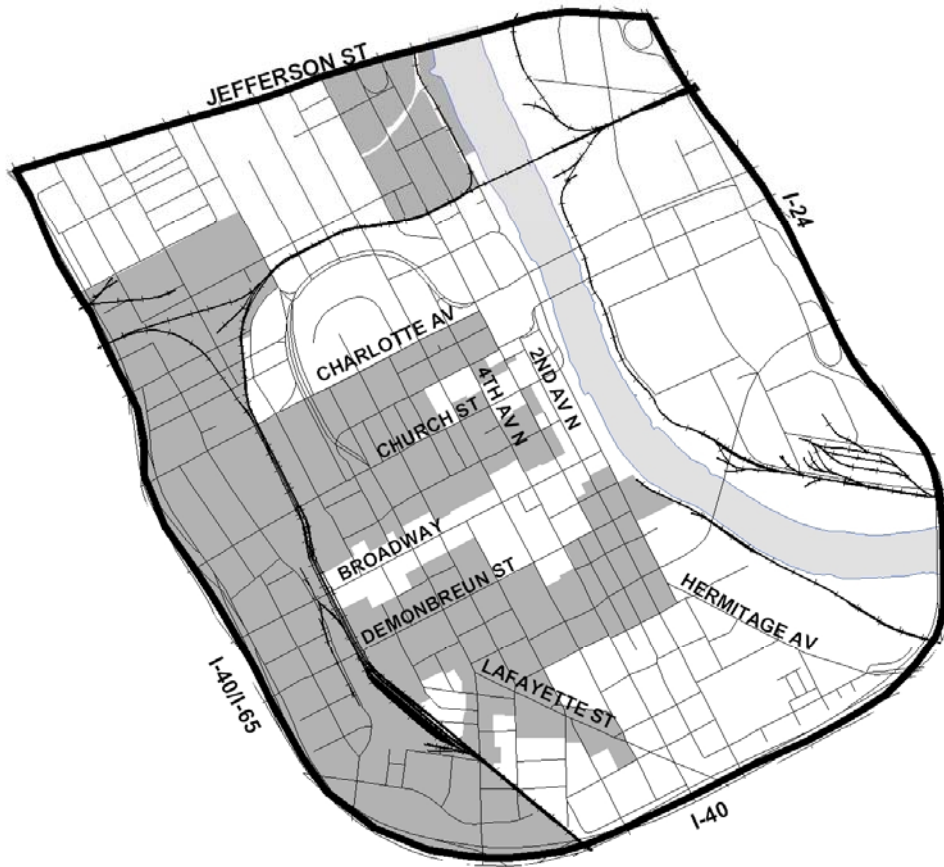 JEFFERSON ST
I-24
CHARLOTTE AV
2ND AV N
4TH AV N
CHURCH ST
BROADWAY
DEMONBREUN ST
HERMITAGE AV
LAFAYETTE ST
I-40/I-65
I-40